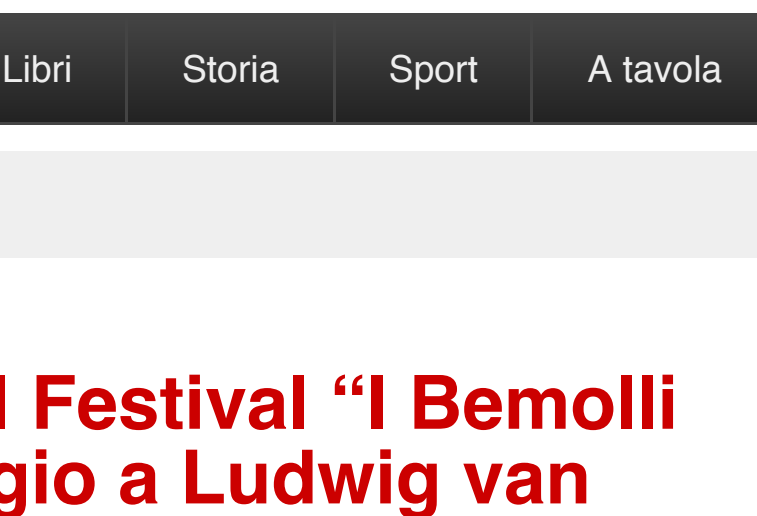 Libri Storia Sport A tavola
Festival “I Bemolli
gio a Ludwig van